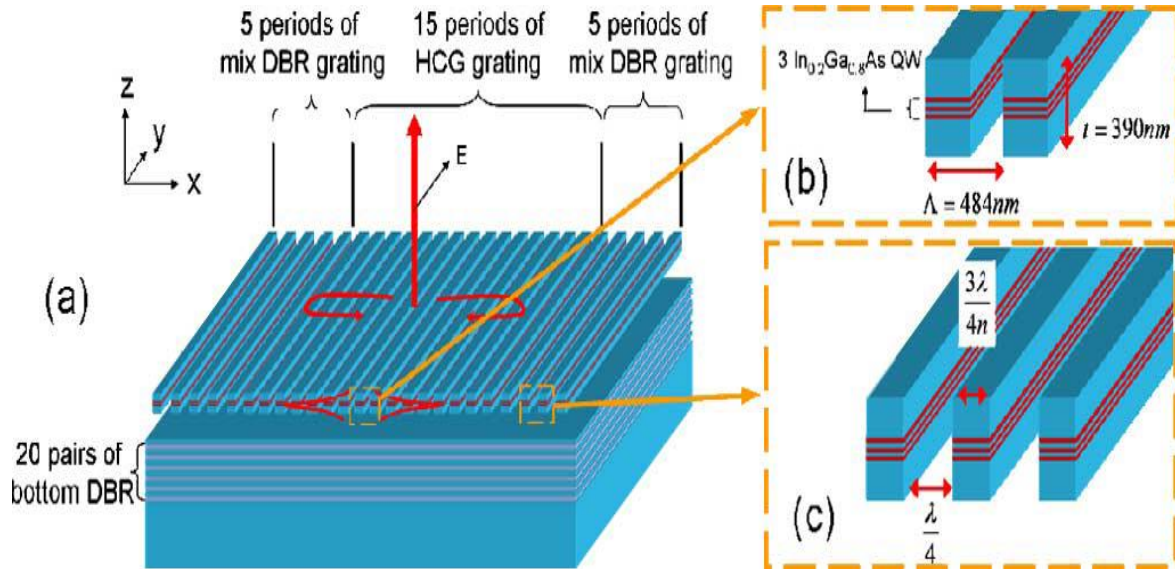 5 periods of
mix DBR grating
15 periods of
HCG grating
5 periods of
mix DBR grating
z
y
x
E
(a)
20 pairs of
bottom DBR
3 In0.2Ga0.8As QW
t = 390nm
Λ = 484nm
(b)
3λ
4n
λ
4
(c)